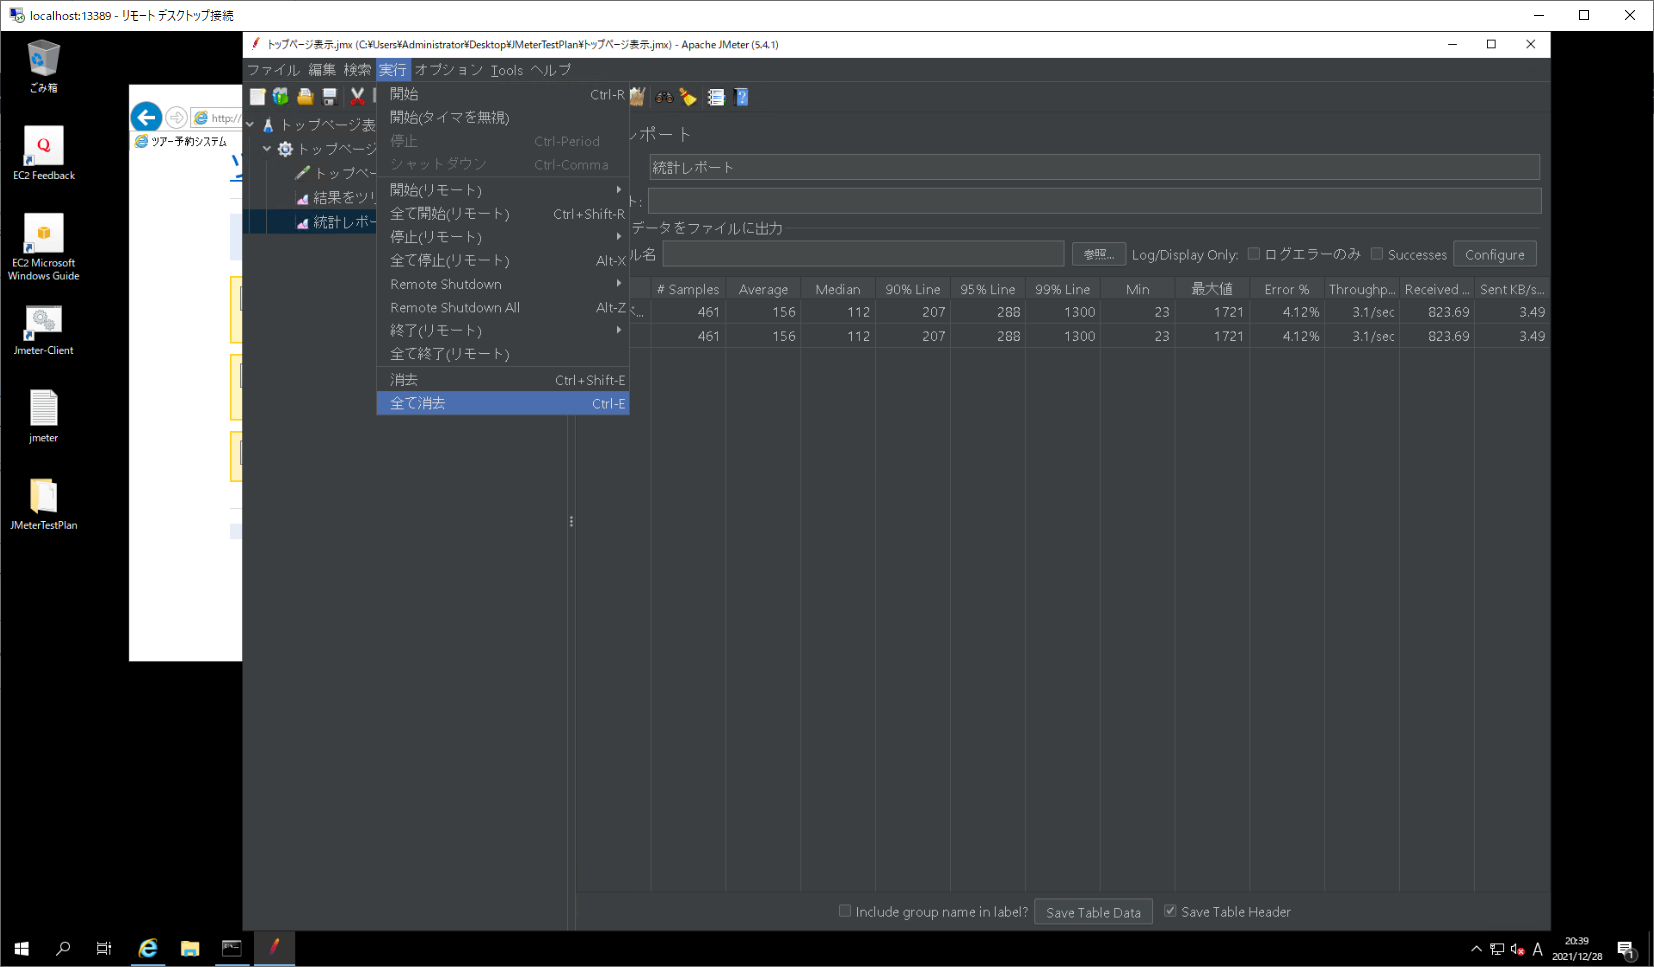 localhost:13389 - リモート デスクトップ接続
ごみ箱
EC2 Feedback
EC2 Microsoft Windows Guide
Jmeter-Client
jmeter
JMeterTestPlan
http://
ツアー予約システム
トップページ表示.jmx (C:¥Users¥Administrator¥Desktop¥JMeterTestPlan¥トップページ表示.jmx) - Apache JMeter (5.4.1)
ファイル 編集 検索 実行 オプション Tools ヘルプ
トップページ表
トップページ
トップペー
結果をツリ
統計レポー
開始 Ctrl-R
開始(タイマを無視)
停止 Ctrl-Period
シャットダウン Ctrl-Comma
開始(リモート)
全て開始(リモート) Ctrl+Shift-R
停止(リモート)
全て停止(リモート) Alt-X
Remote Shutdown
Remote Shutdown All Alt-Z
終了(リモート)
全て終了(リモート)
消去 Ctrl+Shift-E
全て消去 Ctrl-E
レポート
統計レポート
ト:
データをファイルに出力
ル名 参照... Log/Display Only: ログエラーのみ Successes Configure
# Samples Average Median 90% Line 95% Line 99% Line Min 最大値 Error % Throughp... Received ... Sent KB/s...
461 156 112 207 288 1300 23 1721 4.12% 3.1/sec 823.69 3.49
461 156 112 207 288 1300 23 1721 4.12% 3.1/sec 823.69 3.49
Include group name in label? Save Table Data Save Table Header
A
20:39
2021/12/28
1